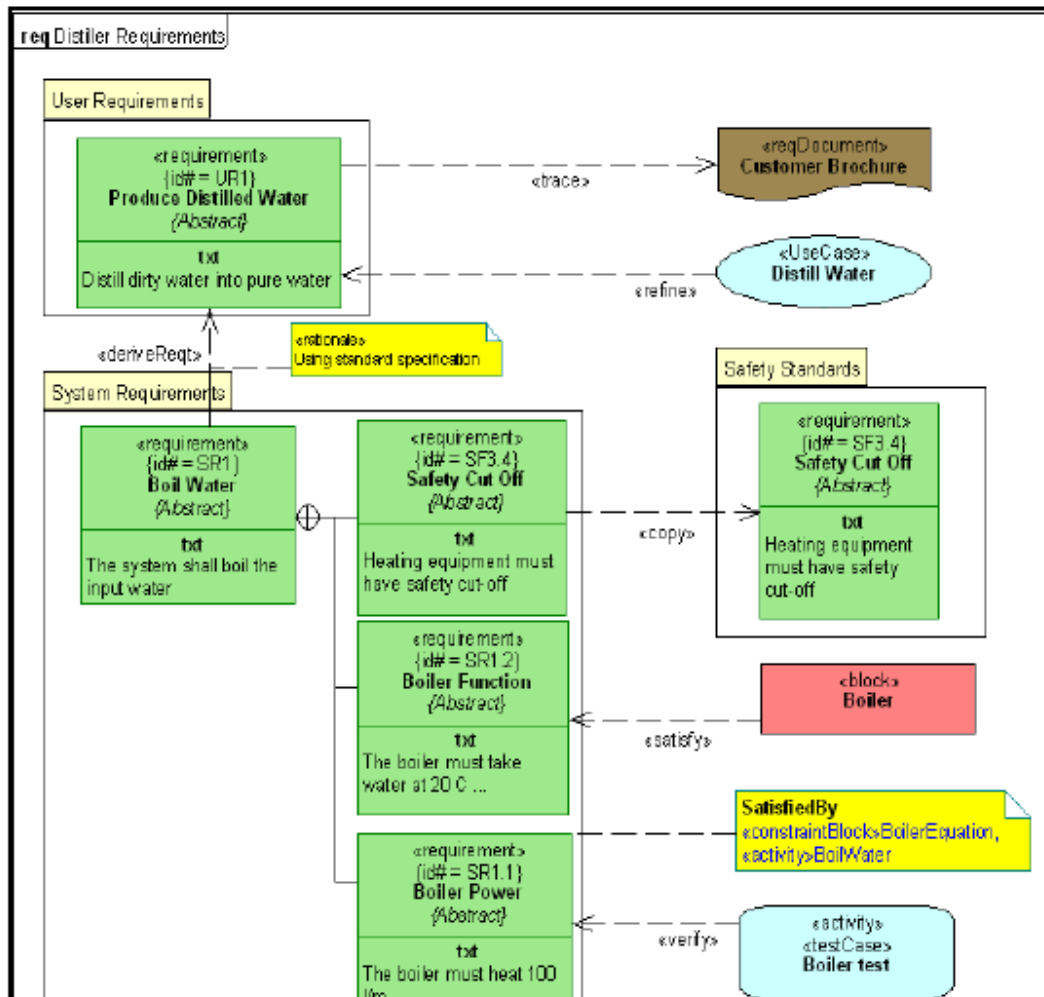 req Distiller Requirements
User Requirements
«requirement»
{id# = UR1}
Produce Distilled Water
{Abstract}
txt
Distill dirty water into pure water
«trace»
«reqDocument»
Customer Brochure
«UseCase»
Distill Water
«refine»
«deriveReqt»
«rationale»
Using standard specification
System Requirements
«requirement»
{id# = SR1}
Boil Water
{Abstract}
txt
The system shall boil the
input water
«requirement»
{id# = SF3.4}
Safety Cut Off
{Abstract}
txt
Heating equipment must
have safety cut-off
«copy»
Safety Standards
«requirement»
{id# = SF3.4}
Safety Cut Off
{Abstract}
txt
Heating equipment
must have safety
cut-off
«requirement»
{id# = SR1.2}
Boiler Function
{Abstract}
txt
The boiler must take
water at 20 C ...
«satisfy»
«block»
Boiler
SatisfiedBy
«constraintBlock»BoilerEquation,
«activity»BoilWater
«requirement»
{id# = SR1.1}
Boiler Power
{Abstract}
txt
The boiler must heat 100
«verify»
«activity»
«testCase»
Boiler test